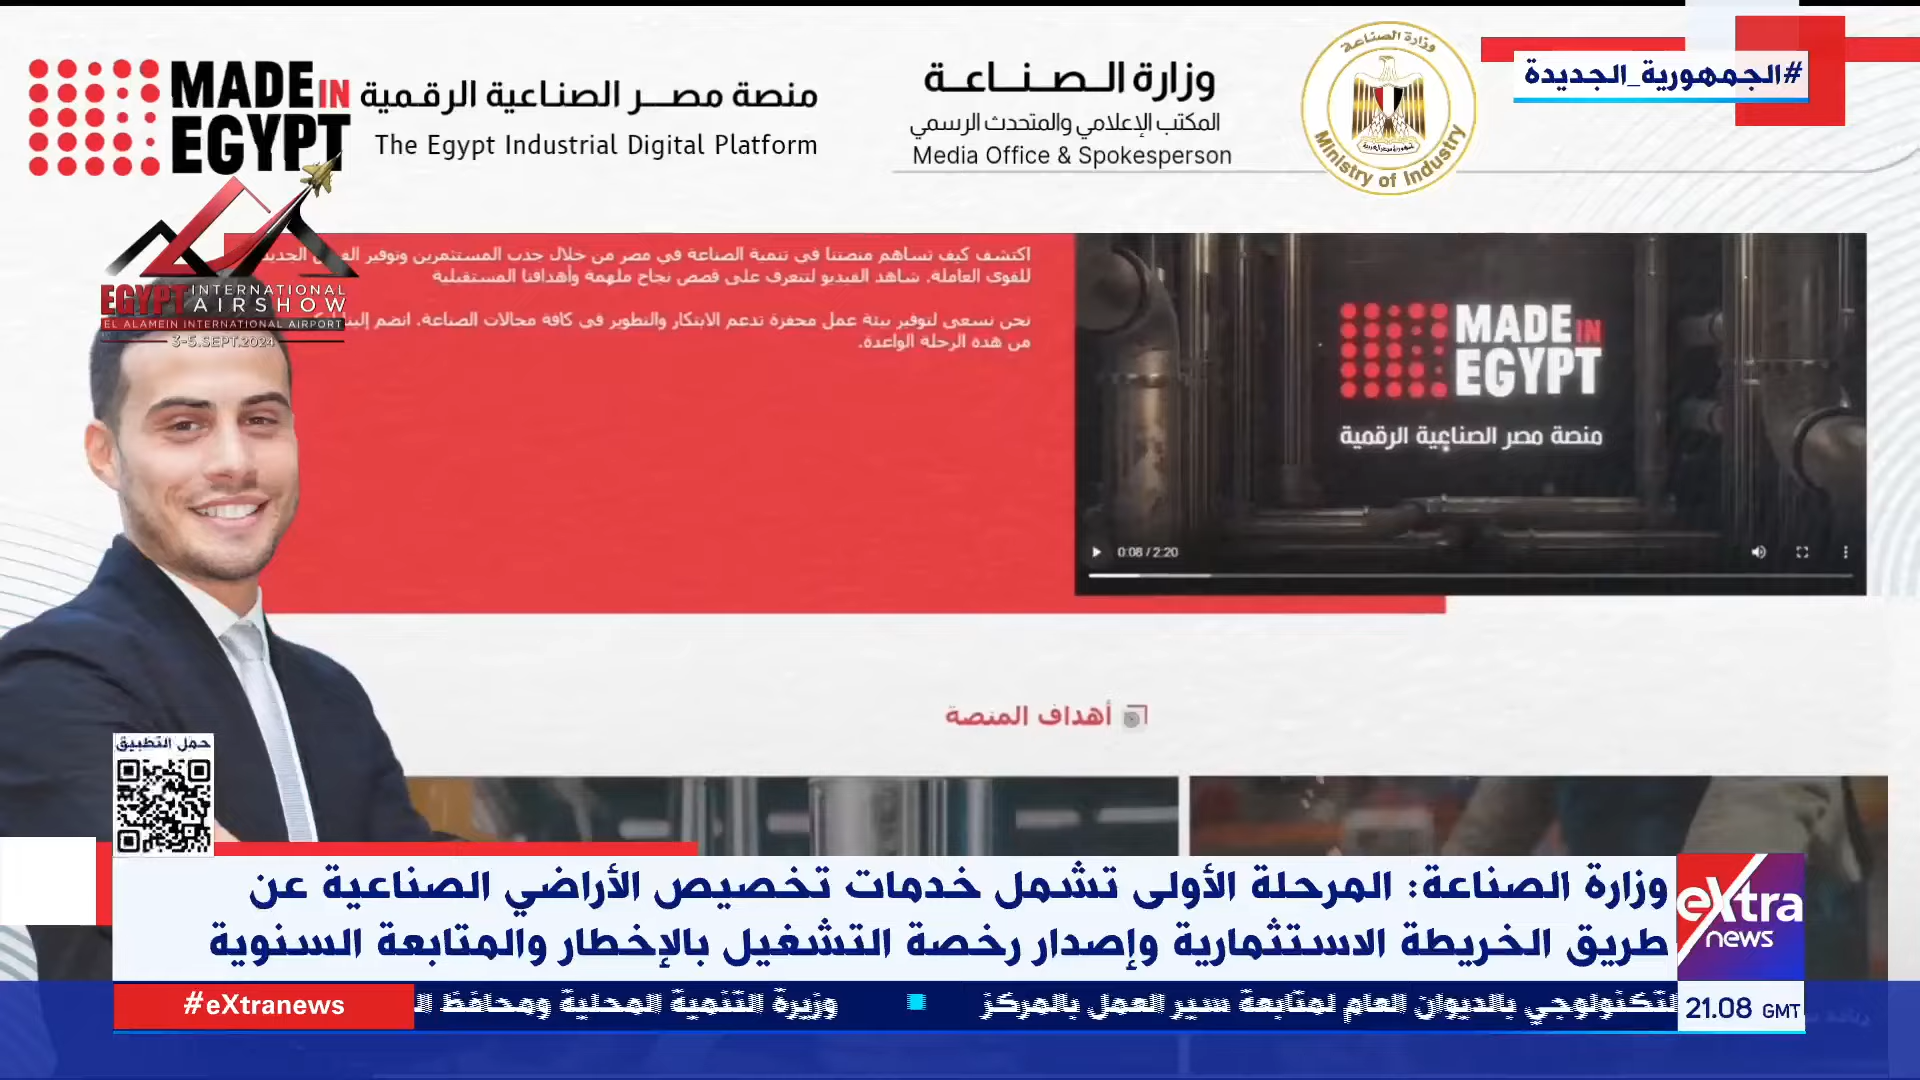 #الجمهورية_الجديدة
MADE IN
EGYPT
منصة مصر الصناعية الرقمية
The Egypt Industrial Digital Platform
وزارة الصناعة
المكتب الإعلامي والمتحدث الرسمي
Media Office & Spokesperson
وزارة الصناعة
Ministry of Industry
EGYPT INTERNATIONAL
AIRSHOW
EL ALAMEIN INTERNATIONAL AIRPORT
3-5.SEPT.2024
اكتشف كيف تساهم منصتنا في تنمية الصناعة في مصر من خلال جذب المستثمرين وتوفير
للقوى العاملة. شاهد الفيديو لتتعرف على قصص نجاح ملهمة وأهدافنا المستقبلية
نحن نسعى لتوفير بيئة عمل محفزة تدعم الابتكار والتطوير في كافة مجالات الصناعة. انضم إلينا
من هذه الرحلة الواعدة.
MADE IN
EGYPT
منصة مصر الصناعية الرقمية
0:08 / 2:20
أهداف المنصة
حمل التطبيق
وزارة الصناعة: المرحلة الأولى تشمل خدمات تخصيص الأراضي الصناعية عن
طريق الخريطة الاستثمارية وإصدار رخصة التشغيل بالإخطار والمتابعة السنوية
eXtra
news
لتكنولوجي بالديوان العام لمتابعة سير العمل بالمركز
وزيرة التنمية المحلية ومحافظ ال
#eXtranews
21.08 GMT